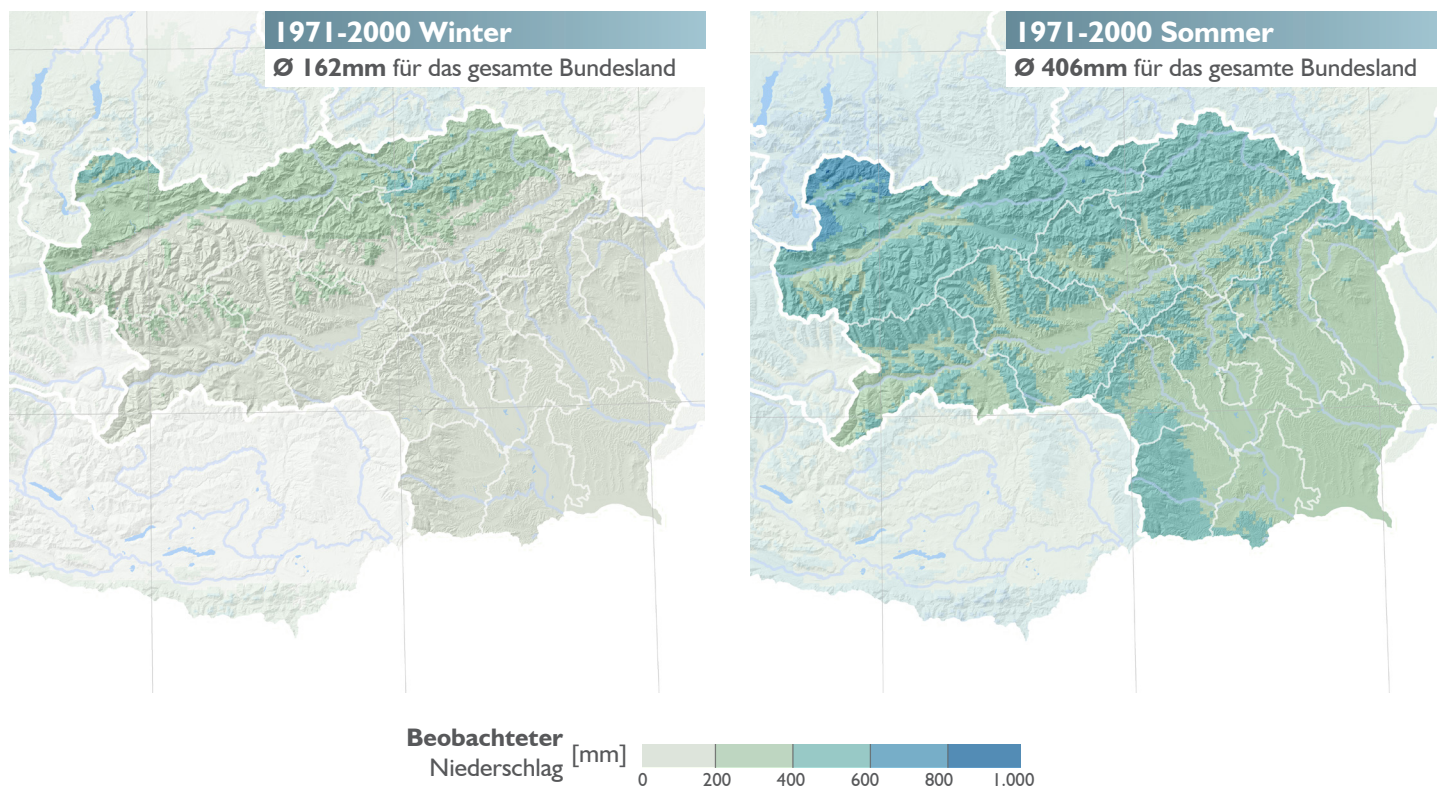 1971-2000 Winter
Ø 162mm für das gesamte Bundesland
1971-2000 Sommer
Ø 406mm für das gesamte Bundesland
Beobachteter
Niederschlag
[mm]
0 200 400 600 800 1.000